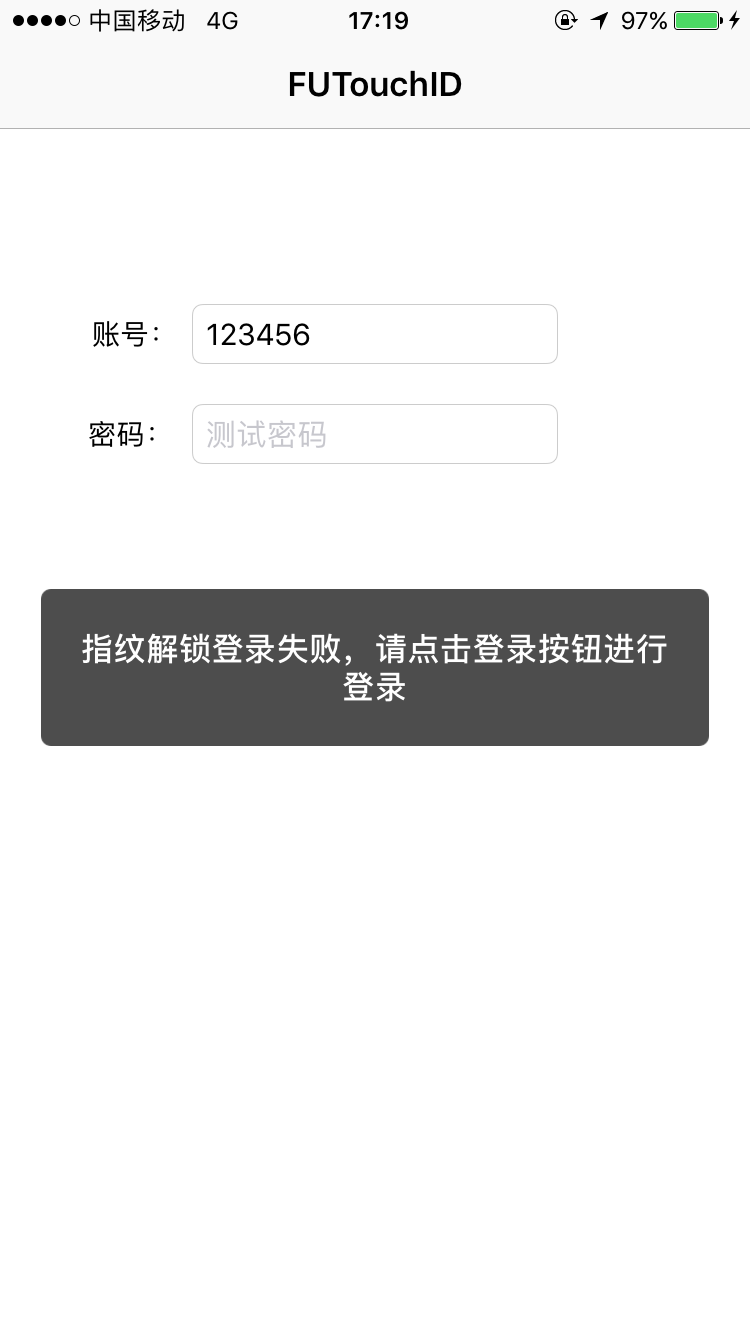 中国移动 4G 17:19 97%
FUTouchID
账号： 123456
密码： 测试密码
指纹解锁登录失败，请点击登录按钮进行
登录